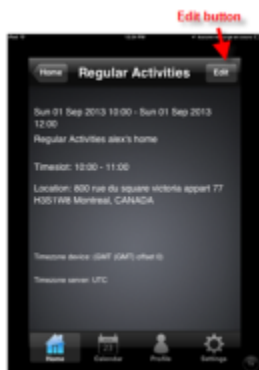 Edit button
Home
Regular Activities
Edit
Sun 01 Sep 2013 10:00 - Sun 01 Sep 2013
12:00
Regular Activities alex's home
Timeslot: 10:00 - 11:00
Location: 800 rue du square victoria appart 77
Montreal, CANADA
Timezone device: (GMT (GMT) offset 0)
Timezone server: UTC
23
Home
Calendar
Profile
Settings